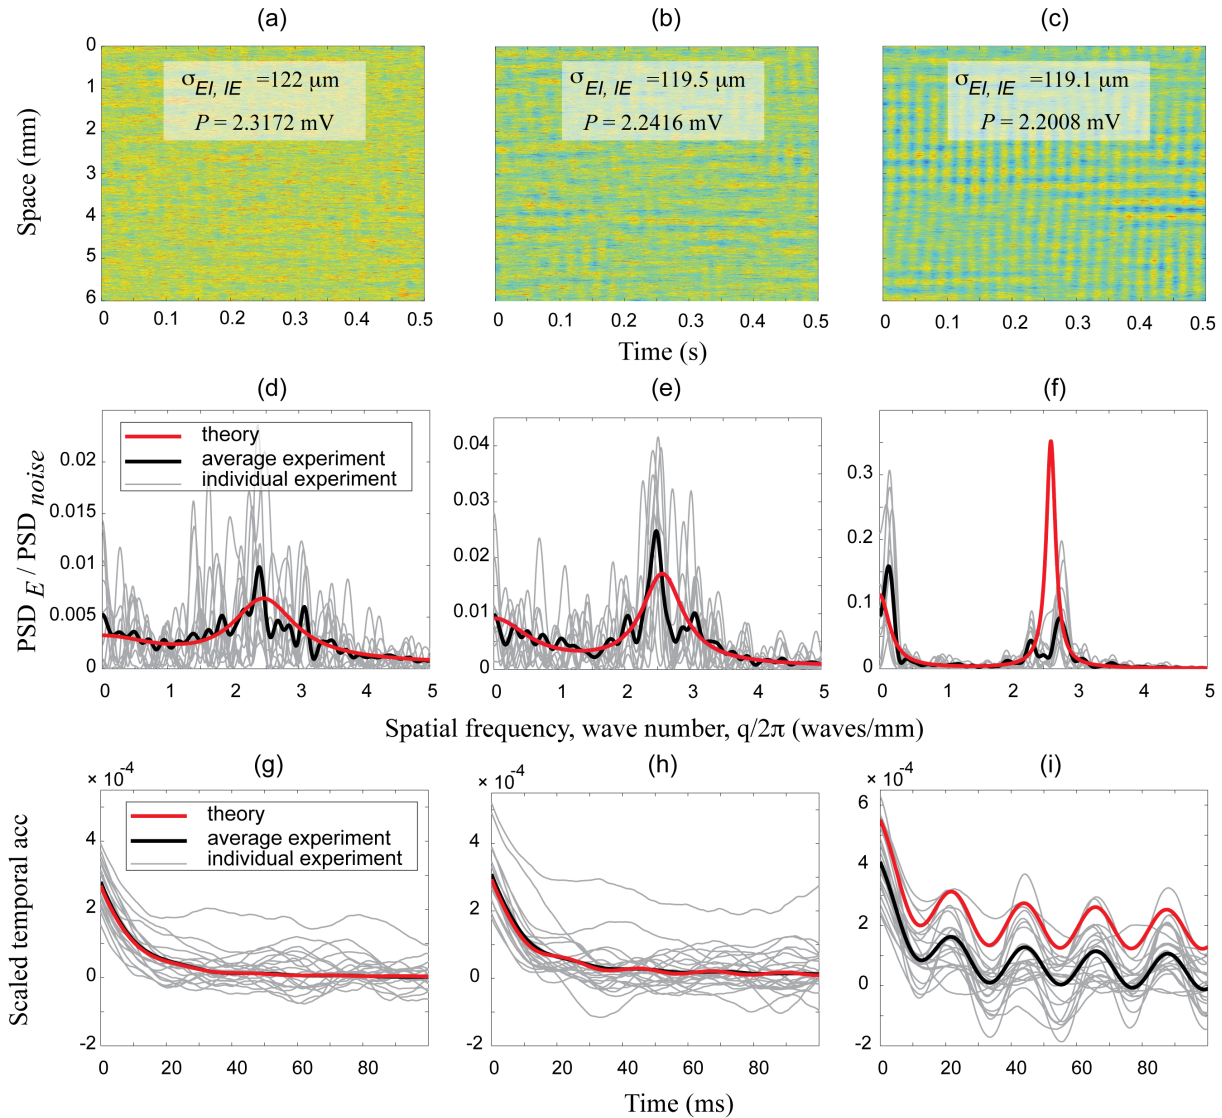 (a)
(b)
(c)
Space (mm)
0
1
2
3
4
5
6
σEI, IE =122 μm
P = 2.3172 mV
σEI, IE =119.5 μm
P = 2.2416 mV
σEI, IE =119.1 μm
P = 2.2008 mV
0 0.1 0.2 0.3 0.4 0.5
0 0.1 0.2 0.3 0.4 0.5
0 0.1 0.2 0.3 0.4 0.5
Time (s)
(d)
(e)
(f)
PSD E / PSD noise
theory
average experiment
individual experiment
0.02
0.015
0.01
0.005
0
0 1 2 3 4 5
0.04
0.03
0.02
0.01
0
0 1 2 3 4 5
0.3
0.2
0.1
0
0 1 2 3 4 5
Spatial frequency, wave number, q/2π (waves/mm)
(g)
(h)
(i)
Scaled temporal acc
× 10-4
theory
average experiment
individual experiment
4
2
0
-2
0 20 40 60 80
× 10-4
4
2
0
-2
0 20 40 60 80
× 10-4
6
4
2
0
-2
0 20 40 60 80
Time (ms)